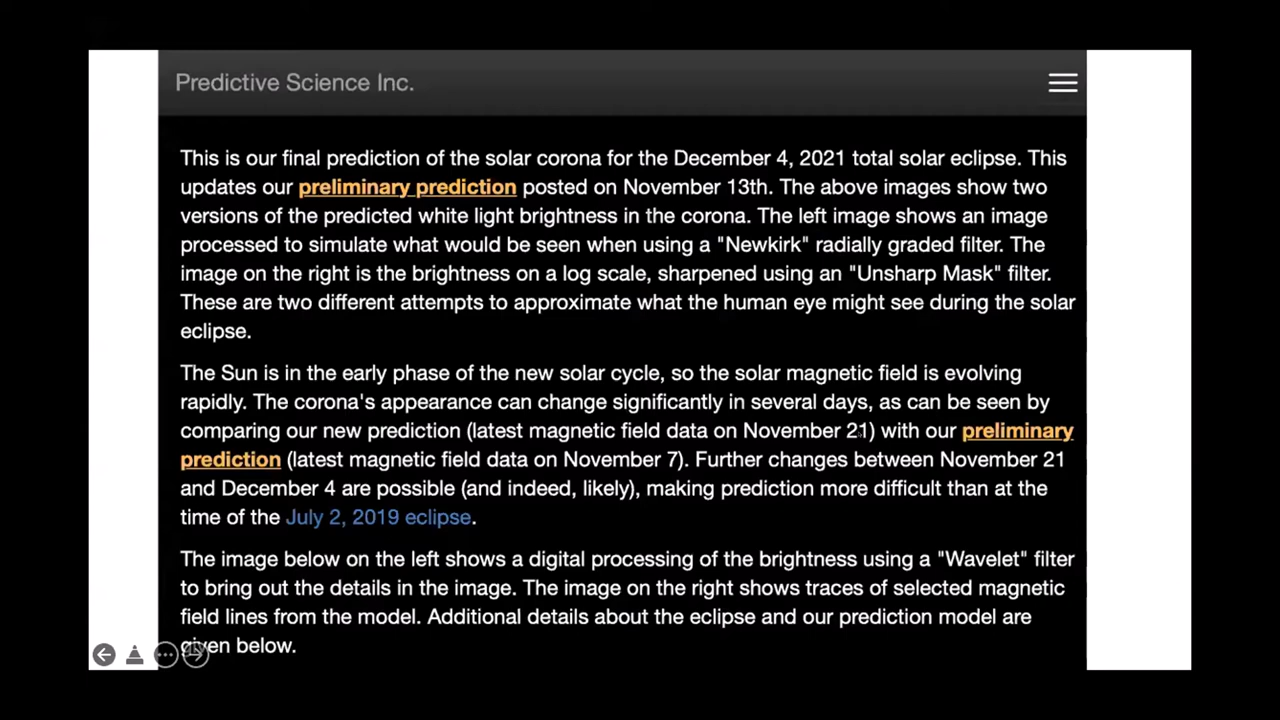 Predictive Science Inc.
This is our final prediction of the solar corona for the December 4, 2021 total solar eclipse. This
updates our preliminary prediction posted on November 13th. The above images show two
versions of the predicted white light brightness in the corona. The left image shows an image
processed to simulate what would be seen when using a "Newkirk" radially graded filter. The
image on the right is the brightness on a log scale, sharpened using an "Unsharp Mask" filter.
These are two different attempts to approximate what the human eye might see during the solar
eclipse.
The Sun is in the early phase of the new solar cycle, so the solar magnetic field is evolving
rapidly. The corona's appearance can change significantly in several days, as can be seen by
comparing our new prediction (latest magnetic field data on November 21) with our preliminary
prediction (latest magnetic field data on November 7). Further changes between November 21
and December 4 are possible (and indeed, likely), making prediction more difficult than at the
time of the July 2, 2019 eclipse.
The image below on the left shows a digital processing of the brightness using a "Wavelet" filter
to bring out the details in the image. The image on the right shows traces of selected magnetic
field lines from the model. Additional details about the eclipse and our prediction model are
given below.